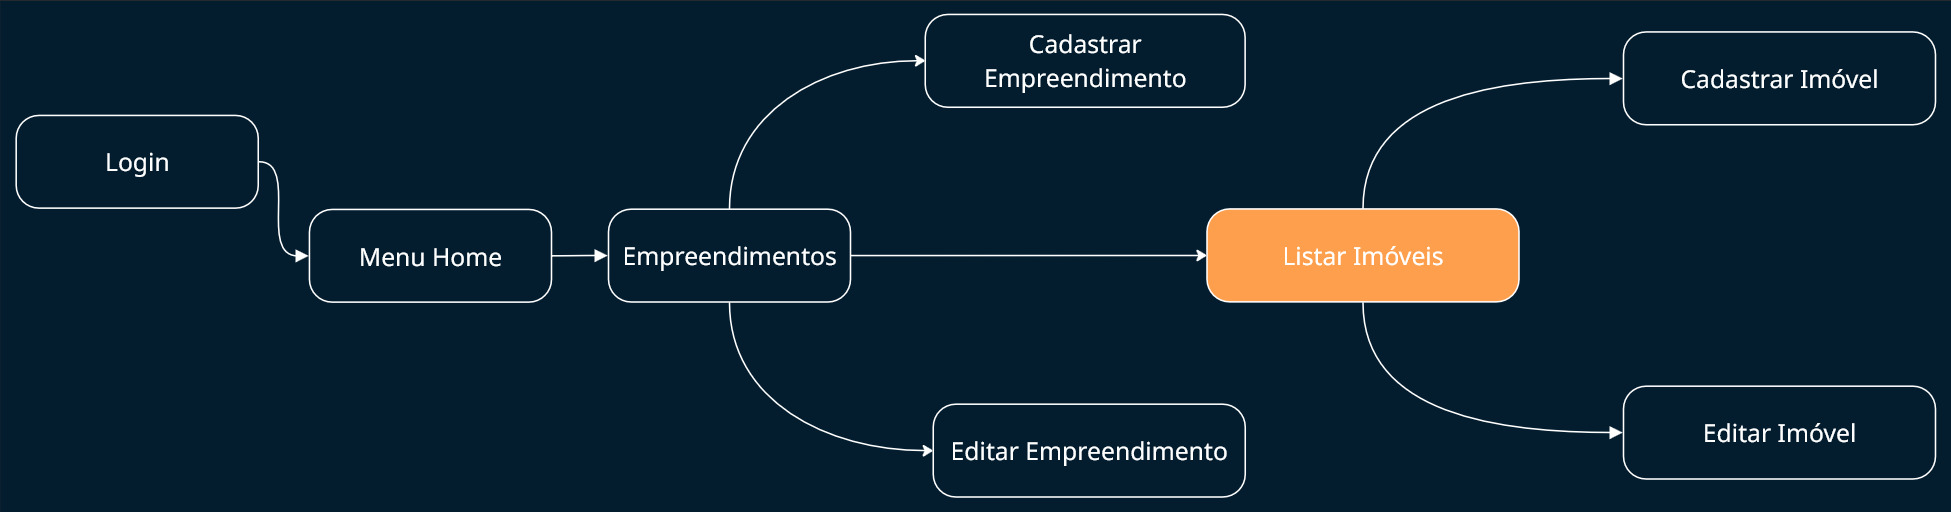 Login
Menu Home
Empreendimentos
Cadastrar
Empreendimento
Editar Empreendimento
Listar Imóveis
Cadastrar Imóvel
Editar Imóvel